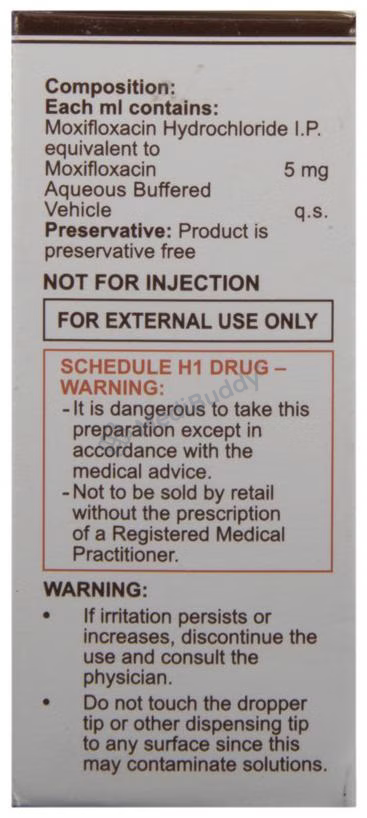 Composition:
Each ml contains:
Moxifloxacin Hydrochloride I.P.
equivalent to
Moxifloxacin 5 mg
Aqueous Buffered
Vehicle q.s.
Preservative: Product is
preservative free
NOT FOR INJECTION
FOR EXTERNAL USE ONLY
SCHEDULE H1 DRUG –
WARNING:
- It is dangerous to take this
preparation except in
accordance with the
medical advice.
- Not to be sold by retail
without the prescription
of a Registered Medical
Practitioner.
MediBuddy
WARNING:
• If irritation persists or
increases, discontinue the
use and consult the
physician.
• Do not touch the dropper
tip or other dispensing tip
to any surface since this
may contaminate solutions.